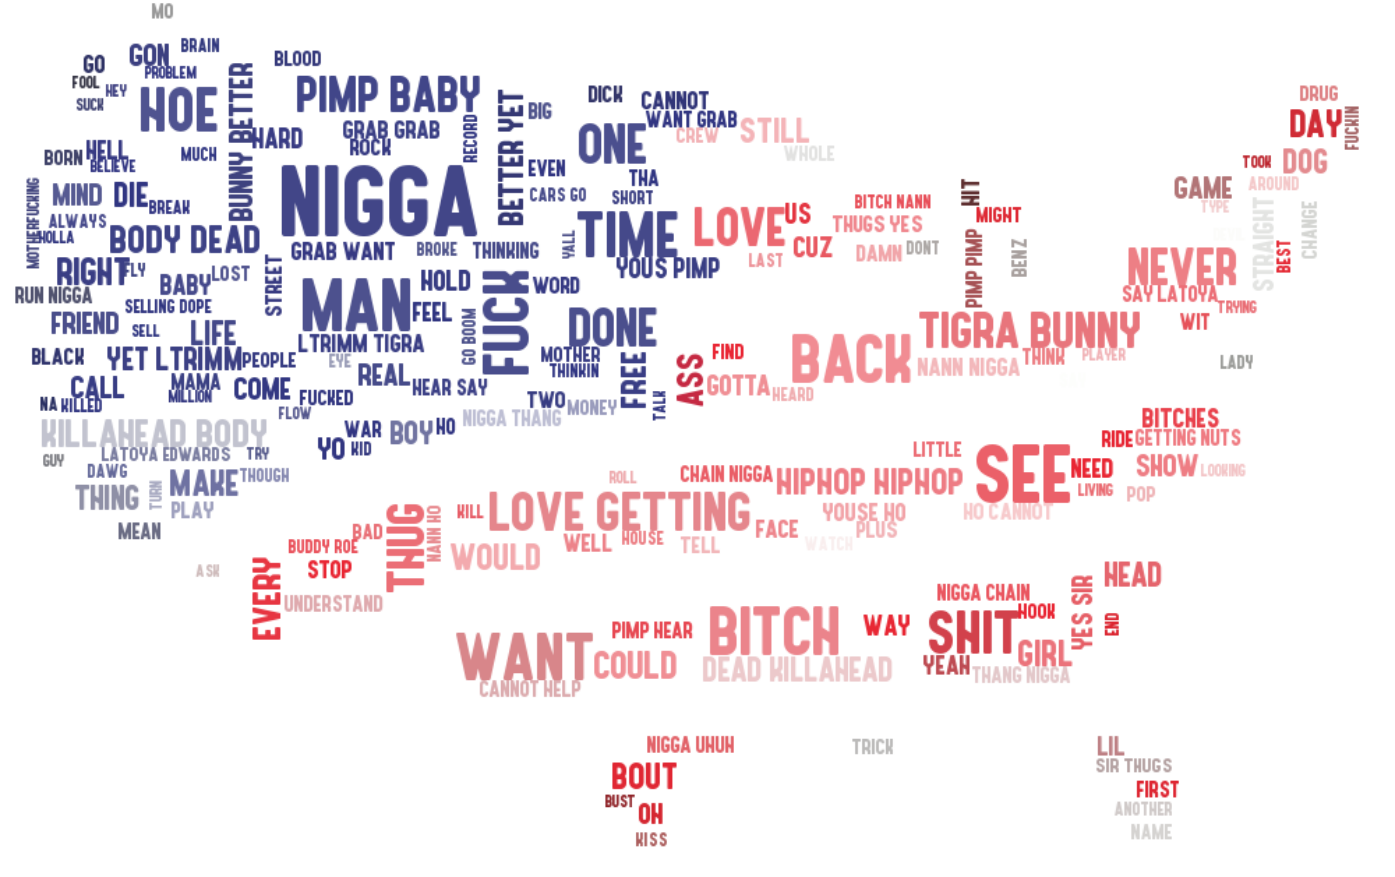 MO
GO
GON
BRAIN
PROBLEM
FOOL
HEY
SUCK
HOE
BUNNY BETTER
BLOOD
PIMP BABY
GRAB GRAB
HARD
ROCK
RECORD
BETTER YET
BIG
DICK
CANNOT
WANT GRAB
ONE
CREW
STILL
WHOLE
DRUG
DAY
FUCKIN
BORN
HELL
BELIEVE
MUCH
NIGGA
EVEN
THA
CARS GO
SHORT
TOOK
DOG
MOTHERFUCKING
MIND
DIE
BREAK
ALWAYS
HOLLA
BODY DEAD
GRAB WANT
BROKE
THINKING
YALL
TIME
LOVE
US
CUZ
BITCH NANN
THUGS YES
LAST
DAMN
DONT
HIT
MIGHT
PIMP PIMP
BENZ
GAME
TYPE
AROUND
STRAIGHT
BEST
CHANGE
RIGHT
FLY
BABY
LOST
STREET
RUN NIGGA
SELLING DOPE
MAN
HOLD
FEEL
FUCK
WORD
YOUS PIMP
NEVER
SAY LATOYA
TRYING
WIT
FRIEND
SELL
LIFE
LTRIMM TIGRA
GO BOOM
DONE
TIGRA BUNNY
BLACK
YET LTRIMM
PEOPLE
EYE
REAL
HEAR SAY
MOTHER
THINKIN
FREE
ASS
FIND
GOTTA
HEARD
BACK
NANN NIGGA
THINK
PLAYER
LADY
CALL
MAMA
MILLION
COME
FUCKED
TWO
MONEY
TALK
NA
KILLED
FLOW
NIGGA THANG
KILLAHEAD BODY
WAR
BOY
HO
YO
KID
BITCHES
RIDE
GETTING NUTS
GUY
LATOYA EDWARDS
TRY
DAWG
MAKE
THOUGH
THING
TURN
PLAY
MEAN
ROLL
CHAIN NIGGA
HIPHOP HIPHOP
LITTLE
SEE
NEED
LIVING
SHOW
LOOKING
POP
HO CANNOT
THUG
NANN HO
KILL
LOVE GETTING
YOUSE HO
PLUS
FACE
WATCH
BAD
BUDDY ROE
STOP
WOULD
WELL
HOUSE
TELL
ASK
EVERY
UNDERSTAND
NIGGA CHAIN
YES SIR
HEAD
END
WANT
PIMP HEAR
COULD
BITCH
WAY
SHIT
HOOK
GIRL
YEAH
THANG NIGGA
CANNOT HELP
DEAD KILLAHEAD
NIGGA UHUH
TRICK
LIL
SIR THUGS
BOUT
FIRST
BUST
OH
ANOTHER
KISS
NAME